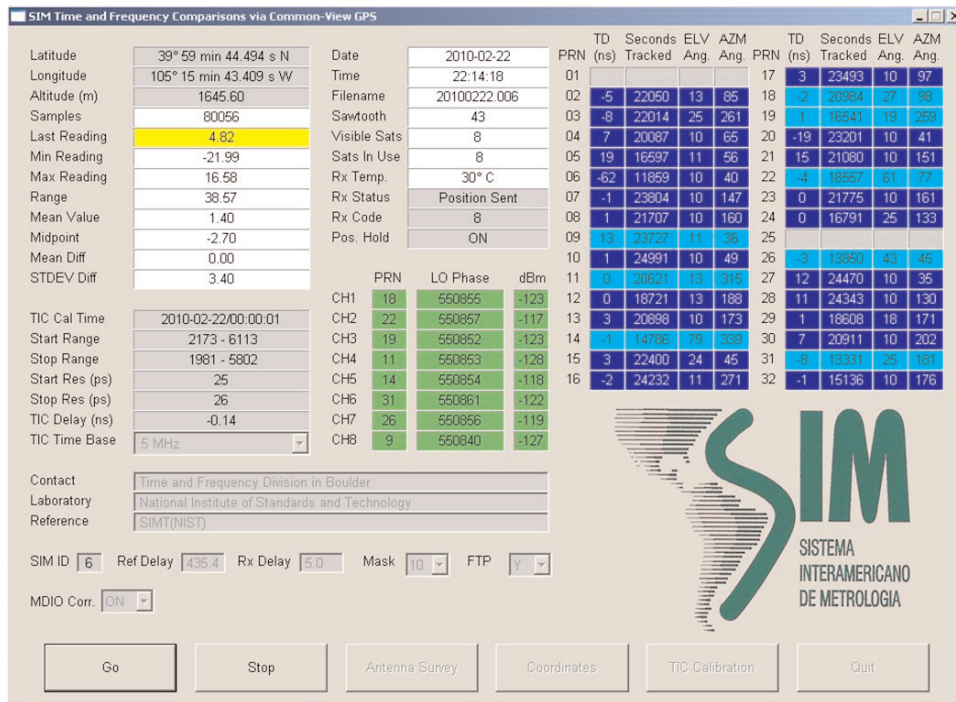 SIM Time and Frequency Comparisons via Common-View GPS
Latitude 39° 59 min 44.494 s N
Longitude 105° 15 min 43.409 s W
Altitude (m) 1645.60
Samples 80056
Last Reading 4.82
Min Reading -21.99
Max Reading 16.58
Range 38.57
Mean Value 1.40
Midpoint -2.70
Mean Diff 0.00
STDEV Diff 3.40
TIC Cal Time 2010-02-22/00:00:01
Start Range 2173 - 6113
Stop Range 1981 - 5802
Start Res (ps) 25
Stop Res (ps) 26
TIC Delay (ns) -0.14
TIC Time Base 5 MHz
Date 2010-02-22
Time 22:14:18
Filename 20100222.006
Sawtooth 43
Visible Sats 8
Sats In Use 8
Rx Temp. 30° C
Rx Status Position Sent
Rx Code 8
Pos. Hold ON
PRN LO Phase dBm
CH1 18 550855 -123
CH2 22 550857 -117
CH3 19 550852 -123
CH4 11 550853 -128
CH5 14 550854 -118
CH6 31 550861 -122
CH7 26 550856 -119
CH8 9 550840 -127
TD Seconds ELV AZM
PRN (ns) Tracked Ang. Ang.
01
02 -5 22050 13 85
03 -8 22014 25 261
04 7 20087 10 65
05 19 16597 11 56
06 -62 11859 10 40
07 -1 23804 10 147
08 1 21707 10 160
09 13 23727 11 36
10 1 24991 10 49
11 0 20621 13 315
12 0 18721 13 188
13 3 20898 10 173
14 -1 14786 79 339
15 3 22400 24 45
16 -2 24232 11 271
TD Seconds ELV AZM
PRN (ns) Tracked Ang. Ang.
17 3 23493 10 97
18 -2 20984 27 98
19 1 16541 19 259
20 -19 23201 10 41
21 15 21080 10 151
22 -4 18557 61 77
23 0 21775 10 161
24 0 16791 25 133
25
26 -3 13850 43 45
27 12 24470 10 35
28 11 24343 10 130
29 1 18608 18 171
30 7 20911 10 202
31 -8 13331 25 181
32 -1 15136 10 176
Contact Time and Frequency Division in Boulder
Laboratory National Institute of Standards and Technology
Reference SIMT(NIST)
SIM ID 6 Ref Delay 435.4 Rx Delay 5.0 Mask 10 FTP Y
MDIO Corr. ON
SIM
SISTEMA
INTERAMERICANO
DE METROLOGIA
Go Stop Antenna Survey Coordinates TIC Calibration Quit